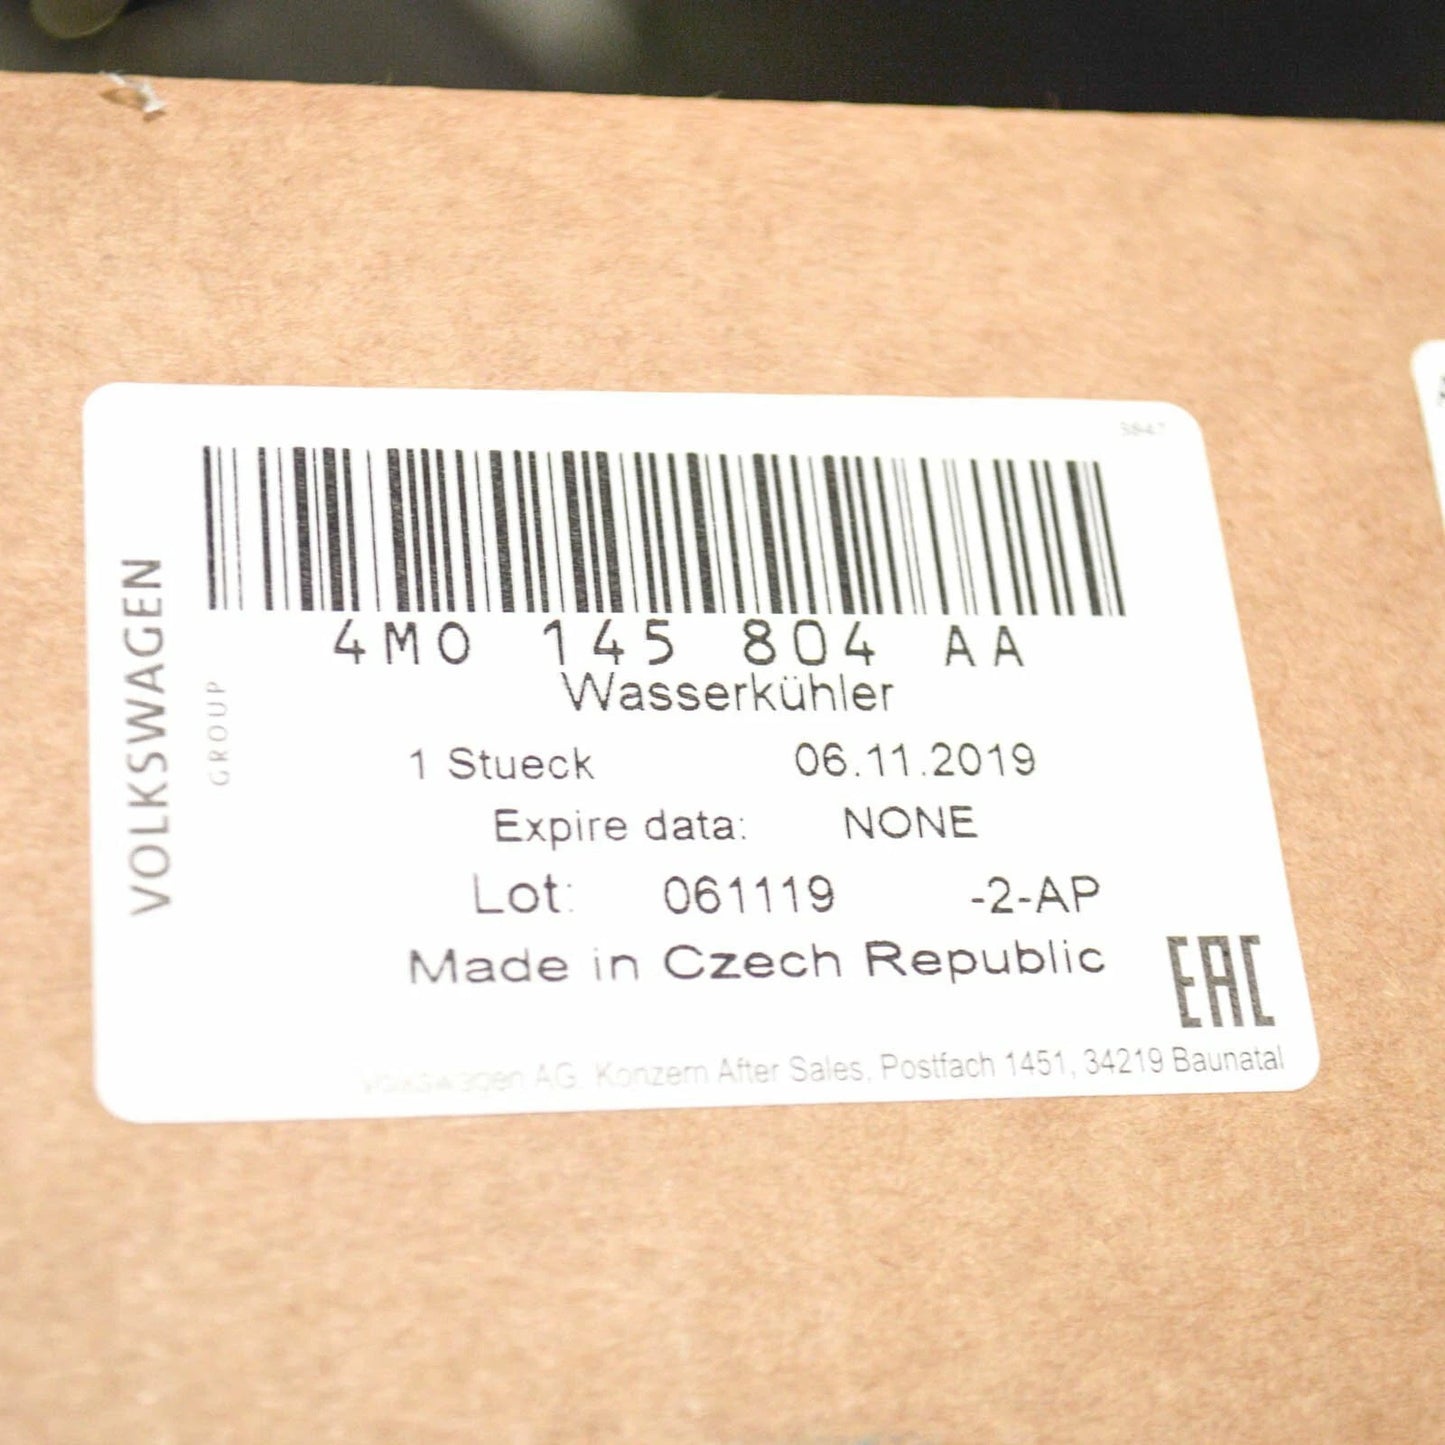 4M0 145 804 AA
Wasserkühler
1 Stueck 06.11.2019
Expire data: NONE
Lot: 061119 -2-AP
Made in Czech Republic
EAC
Volkswagen AG, Konzern After Sales, Postfach 1451, 34219 Baunatal
VOLKSWAGEN
GROUP